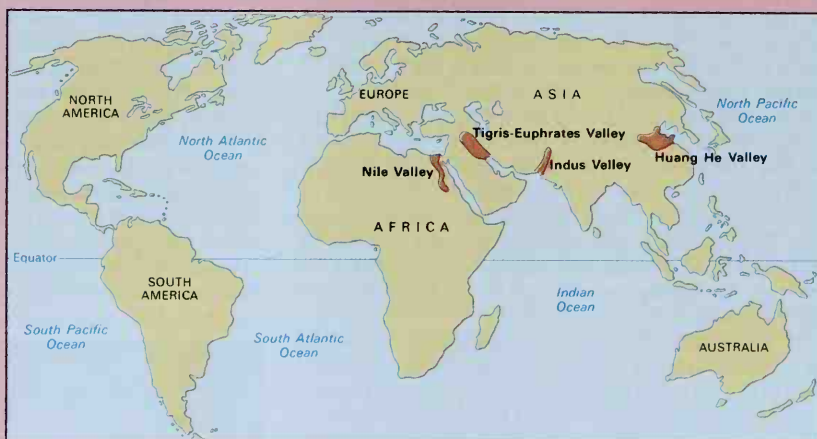 NORTH
AMERICA
EUROPE
ASIA
North Pacific
Ocean
North Atlantic
Ocean
Tigris-Euphrates Valley
Nile Valley
Indus Valley
Huang He Valley
AFRICA
Equator
SOUTH
AMERICA
Indian
Ocean
South Pacific
Ocean
South Atlantic
Ocean
AUSTRALIA